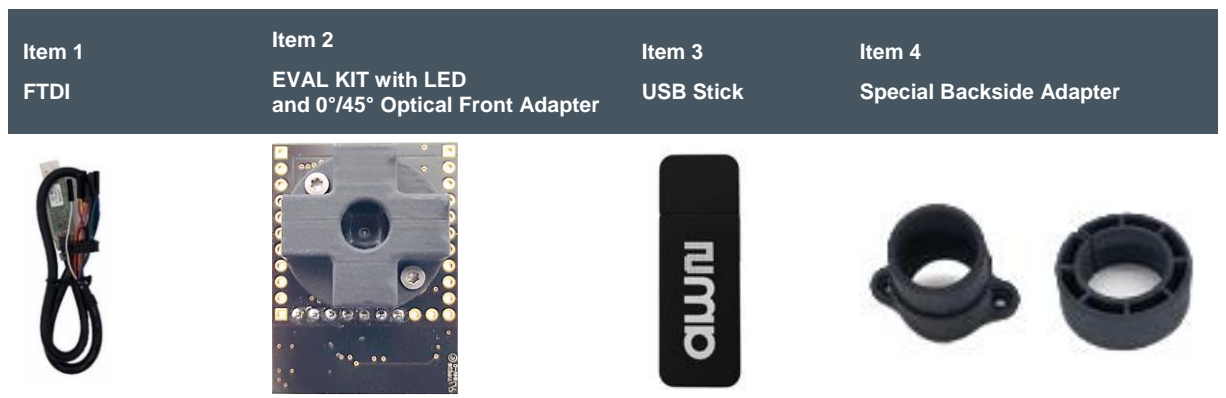 Item 1
FTDI
Item 2
EVAL KIT with LED
and 0°/45° Optical Front Adapter
Item 3
USB Stick
Item 4
Special Backside Adapter
amu